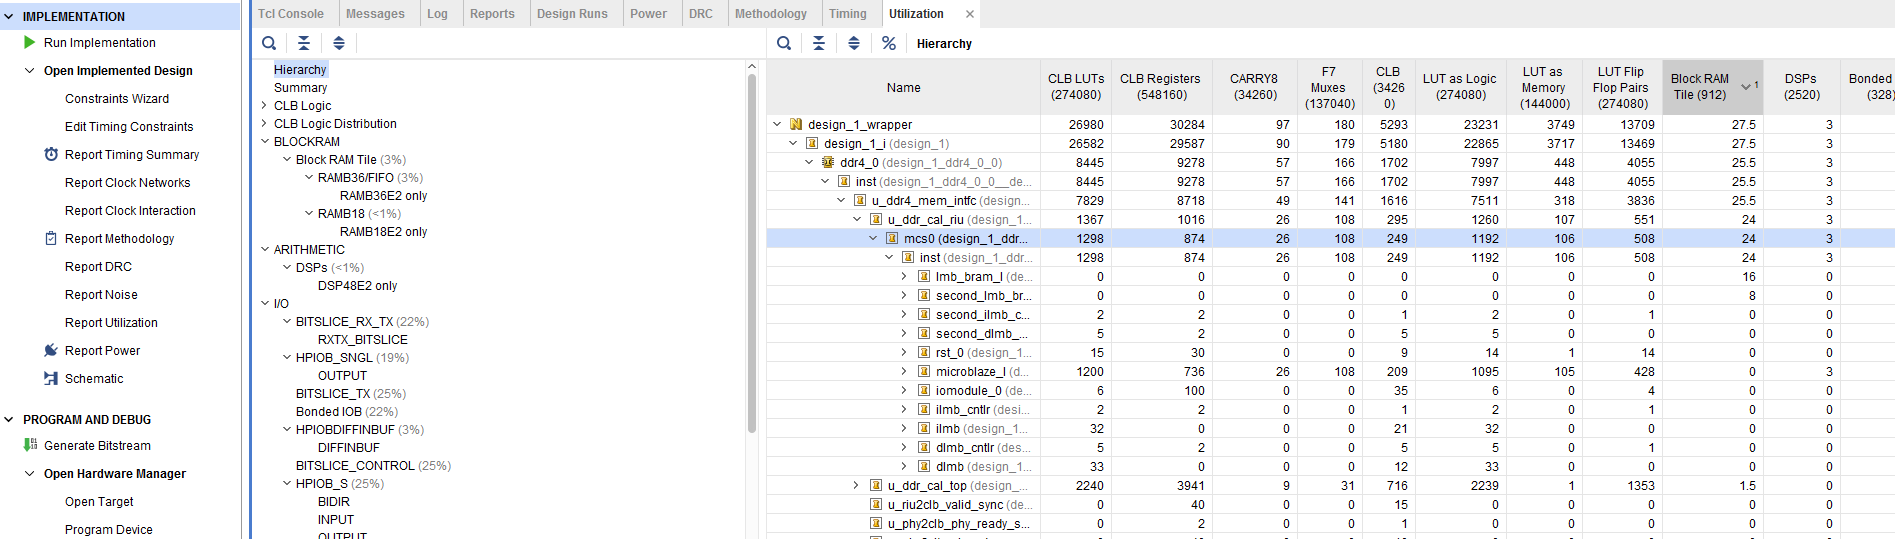 IMPLEMENTATION
Run Implementation
Open Implemented Design
Constraints Wizard
Edit Timing Constraints
Report Timing Summary
Report Clock Networks
Report Clock Interaction
Report Methodology
Report DRC
Report Noise
Report Utilization
Report Power
Schematic
PROGRAM AND DEBUG
Generate Bitstream
Open Hardware Manager
Open Target
Program Device
Tcl Console Messages Log Reports Design Runs Power DRC Methodology Timing Utilization
Hierarchy
Summary
CLB Logic
CLB Logic Distribution
BLOCKRAM
Block RAM Tile (3%)
RAMB36/FIFO (3%)
RAMB36E2 only
RAMB18 (<1%)
RAMB18E2 only
ARITHMETIC
DSPs (<1%)
DSP48E2 only
I/O
BITSLICE_RX_TX (22%)
RXTX_BITSLICE
HPIOB_SNGL (19%)
OUTPUT
BITSLICE_TX (25%)
Bonded IOB (22%)
HPIOBDIFFINBUF (3%)
DIFFINBUF
BITSLICE_CONTROL (25%)
HPIOB_S (25%)
BIDIR
INPUT
OUTPUT
% Hierarchy
Name CLB LUTs (274080) CLB Registers (548160) CARRY8 (34260) F7 Muxes (137040) CLB (34260) LUT as Logic (274080) LUT as Memory (144000) LUT Flip Flop Pairs (274080) Block RAM Tile (912) 1 DSPs (2520) Bonded (328)
design_1_wrapper 26980 30284 97 180 5293 23231 3749 13709 27.5 3
design_1_i (design_1) 26582 29587 90 179 5180 22865 3717 13469 27.5 3
ddr4_0 (design_1_ddr4_0_0) 8445 9278 57 166 1702 7997 448 4055 25.5 3
inst (design_1_ddr4_0_0__de... 8445 9278 57 166 1702 7997 448 4055 25.5 3
u_ddr4_mem_intfc (design... 7829 8718 49 141 1616 7511 318 3836 25.5 3
u_ddr_cal_riu (design_1... 1367 1016 26 108 295 1260 107 551 24 3
mcs0 (design_1_ddr... 1298 874 26 108 249 1192 106 508 24 3
inst (design_1_ddr... 1298 874 26 108 249 1192 106 508 24 3
lmb_bram_I (de... 0 0 0 0 0 0 0 0 16 0
second_lmb_br... 0 0 0 0 0 0 0 0 8 0
second_ilmb_c... 2 2 0 0 1 2 0 1 0 0
second_dlmb_... 5 2 0 0 5 5 0 1 0 0
rst_0 (design_1... 15 30 0 0 9 14 1 14 0 0
microblaze_I (d... 1200 736 26 108 209 1095 105 428 0 3
iomodule_0 (de... 6 100 0 0 35 6 0 4 0 0
ilmb_cntlr (desi... 2 2 0 0 1 2 0 1 0 0
ilmb (design_1... 32 0 0 0 21 32 0 0 0 0
dlmb_cntlr (des... 5 2 0 0 5 5 0 1 0 0
dlmb (design_1... 33 0 0 0 12 33 0 0 0 0
u_ddr_cal_top (design_... 2240 3941 9 31 716 2239 1 1353 1.5 0
u_riu2clb_valid_sync (de... 0 40 0 0 15 0 0 0 0 0
u_phy2clb_phy_ready_s... 0 2 0 0 1 0 0 0 0 0